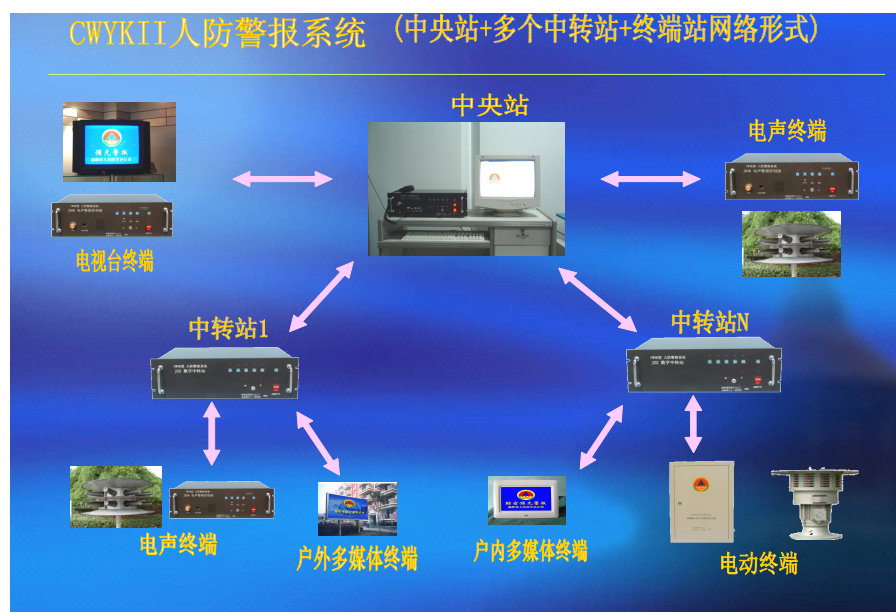 CWYKII人防警报系统 (中央站+多个中转站+终端站网络形式)
中央站
电声终端
电视台终端
中转站1
中转站N
电声终端
户外多媒体终端
户内多媒体终端
电动终端